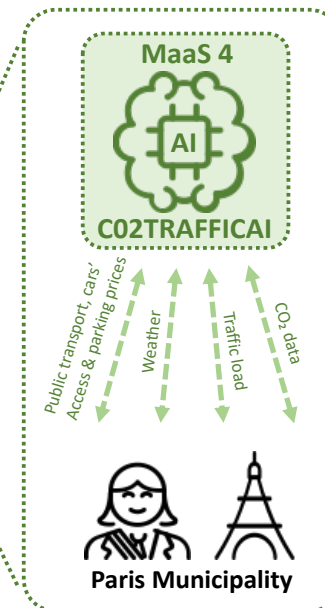 MaaS 4
AI
C02TRAFFICAI
Public transport, cars'
Access & parking prices
Weather
Traffic load
CO₂ data
Paris Municipality